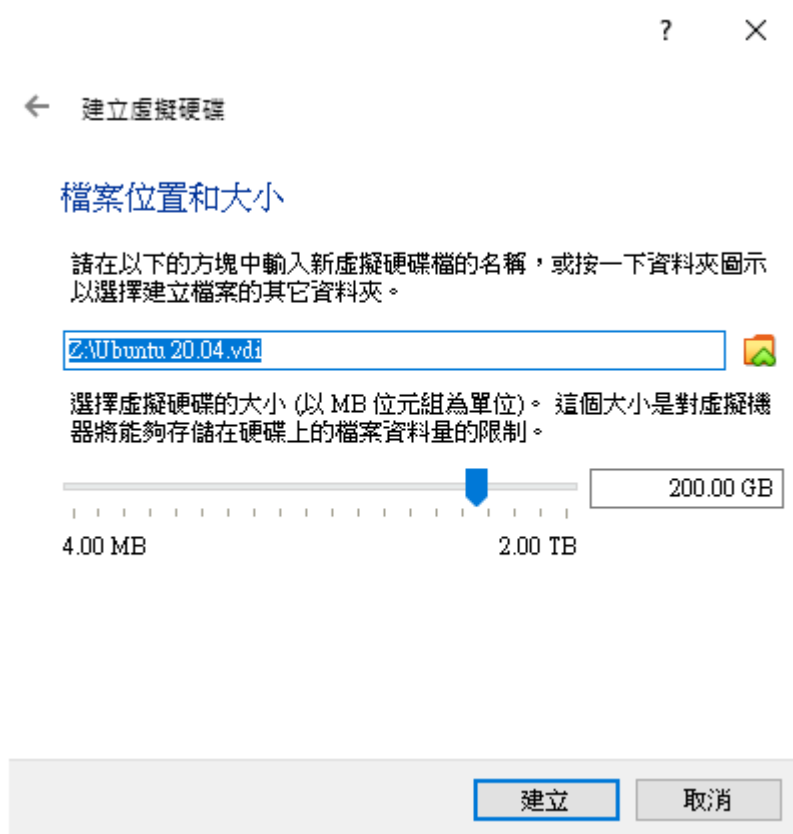 ?
建立虛擬硬碟
檔案位置和大小
請在以下的方塊中輸入新虛擬硬碟檔的名稱，或按一下資料夾圖示
以選擇建立檔案的其它資料夾。
Z:\Ubuntu 20.04.vdi
選擇虛擬硬碟的大小 (以 MB 位元組為單位)。 這個大小是對虛擬機
器將能夠存儲在硬碟上的檔案資料量的限制。
200.00 GB
4.00 MB 2.00 TB
建立 取消